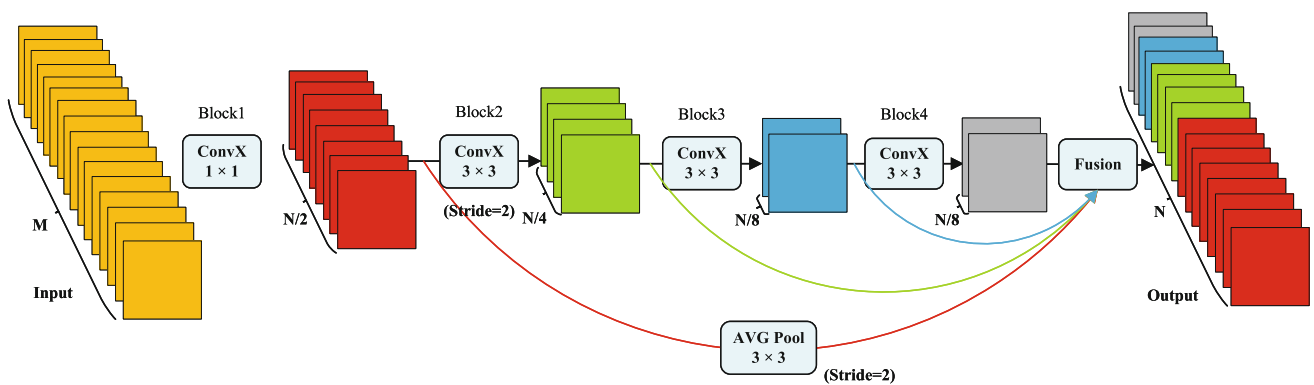 Input
M
Block1
ConvX
1 × 1
N/2
Block2
ConvX
3 × 3
(Stride=2)
N/4
Block3
ConvX
3 × 3
N/8
Block4
ConvX
3 × 3
N/8
Fusion
AVG Pool
3 × 3
(Stride=2)
N
Output